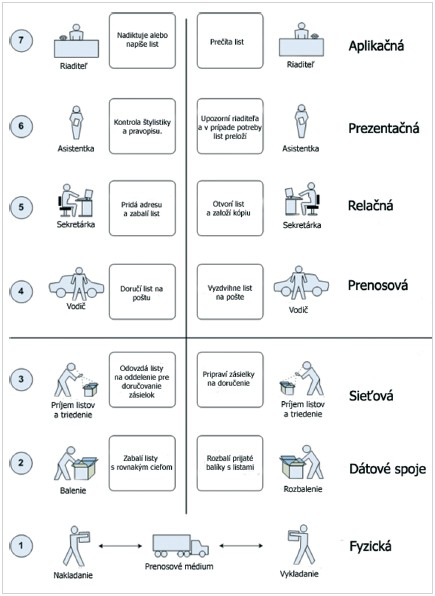 7
Riaditeľ
Nadiktuje alebo
napíše list
Prečíta list
Riaditeľ
Aplikačná
6
Asistentka
Kontrola štylistiky
a pravopisu.
Upozorní riaditeľa
a v prípade potreby
list preloží
Asistentka
Prezentačná
5
Sekretárka
Pridá adresu
a zabalí list
Otvorí list
a založí kópiu
Sekretárka
Relačná
4
Vodič
Doručí list na
poštu
Vyzdvihne list
na pošte
Vodič
Prenosová
3
Príjem listov
a triedenie
Odovzdá listy
na oddelenie pre
doručovanie
zásielok
Pripraví zásielky
na doručenie
Príjem listov
a triedenie
Sieťová
2
Balenie
Zabalí listy
s rovnakým cieľom
Rozbalí prijaté
balíky s listami
Rozbalenie
Dátové spoje
1
Nakladanie
Prenosové médium
Vykladanie
Fyzická